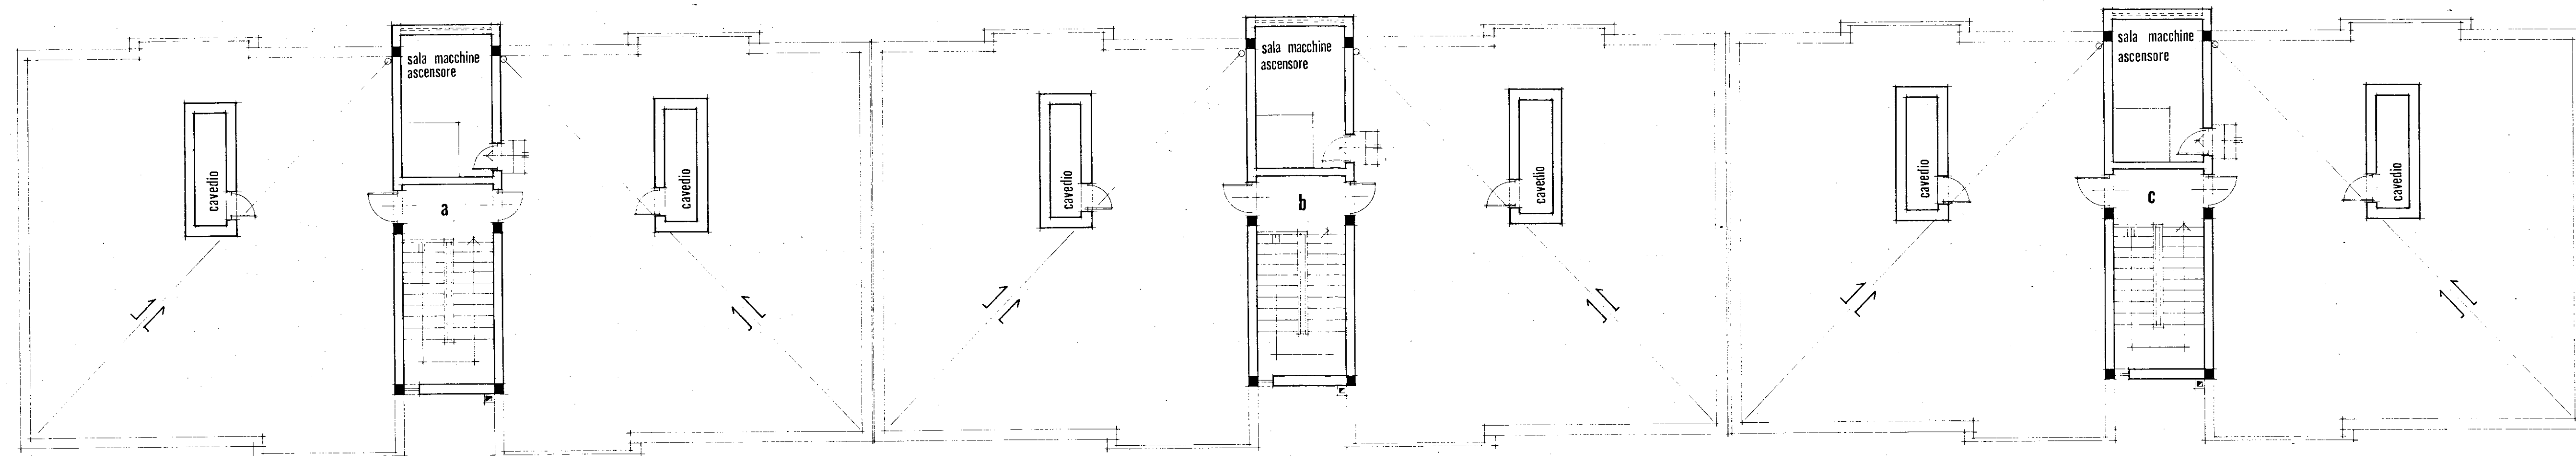 sala macchine
ascensore
cavedio
a
cavedio
cavedio
sala macchine
ascensore
b
cavedio
cavedio
sala macchine
ascensore
c
cavedio